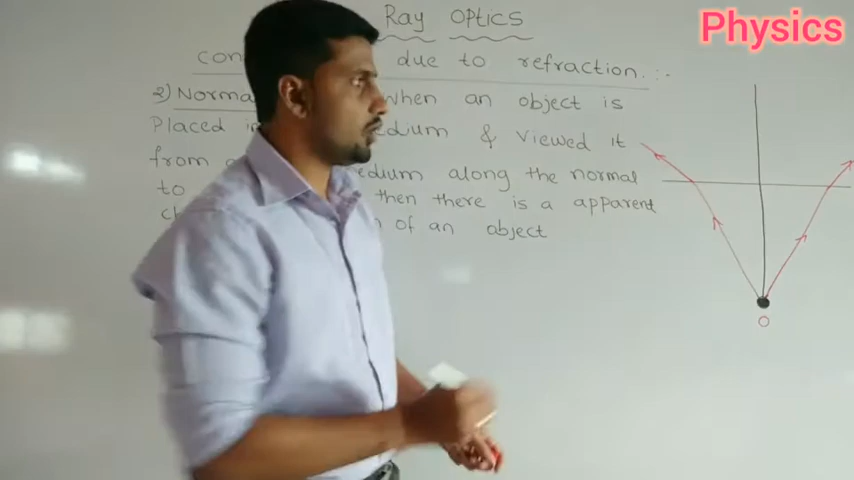 Ray OPtics
Physics
con due to refraction.:-
2) Norma When an object is
Placed edium & viewed it
from edium along the normal
to then there is a apparent
of an object
O